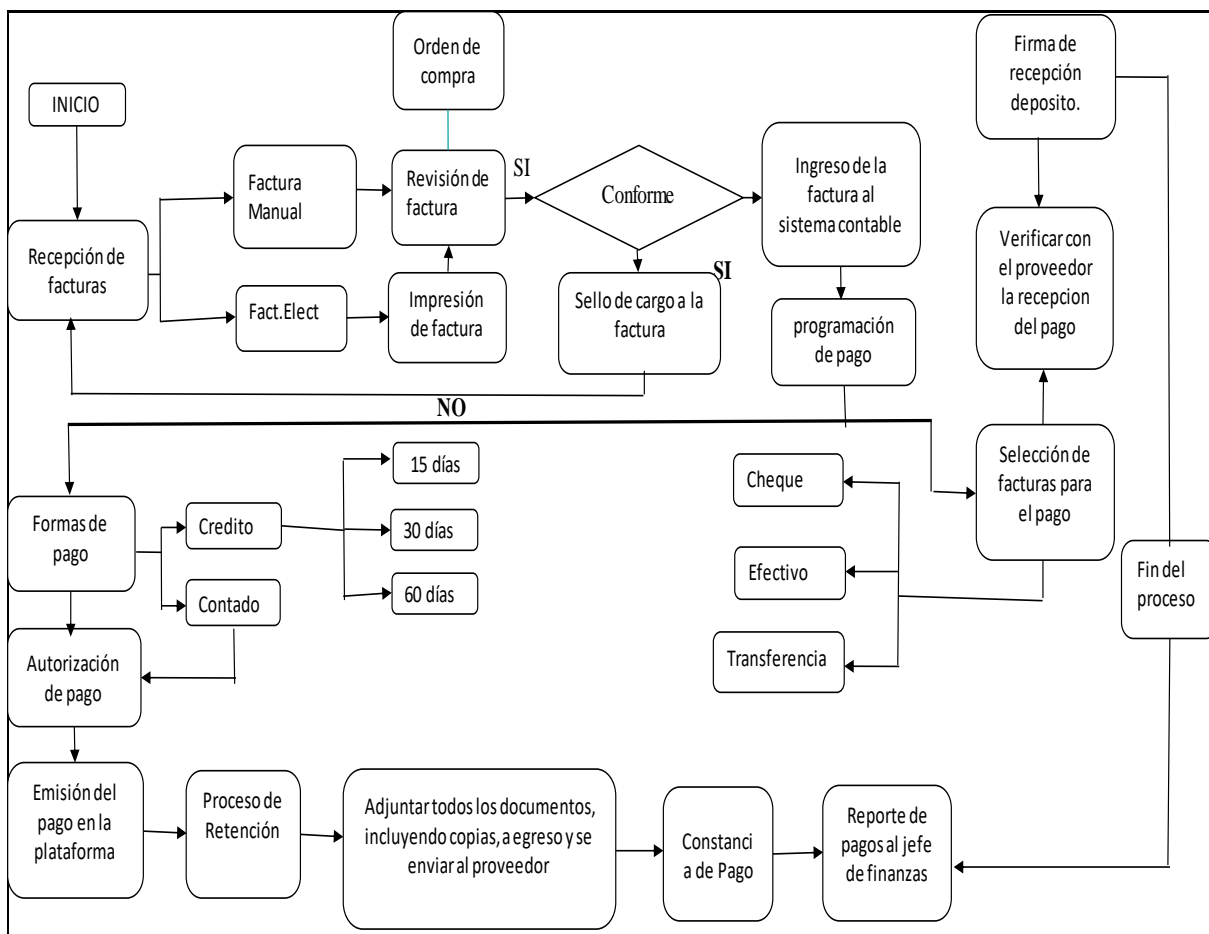 Orden de
compra
Firma de
recepción
deposito.
INICIO
Factura
Manual
Revisión de
factura
SI
Conforme
Ingreso de la
factura al
sistema contable
Verificar con
el proveedor
la recepcion
del pago
Recepción de
facturas
Fact.Elect
Impresión
de factura
SI
Sello de cargo a la
factura
programación
de pago
NO
Selección de
facturas para
el pago
15 días
30 días
60 días
Cheque
Efectivo
Transferencia
Formas de
pago
Credito
Contado
Fin del
proceso
Autorización
de pago
Emisión del
pago en la
plataforma
Proceso de
Retención
Adjuntar todos los documentos,
incluyendo copias, a egreso y se
enviar al proveedor
Constanci
a de Pago
Reporte de
pagos al jefe
de finanzas